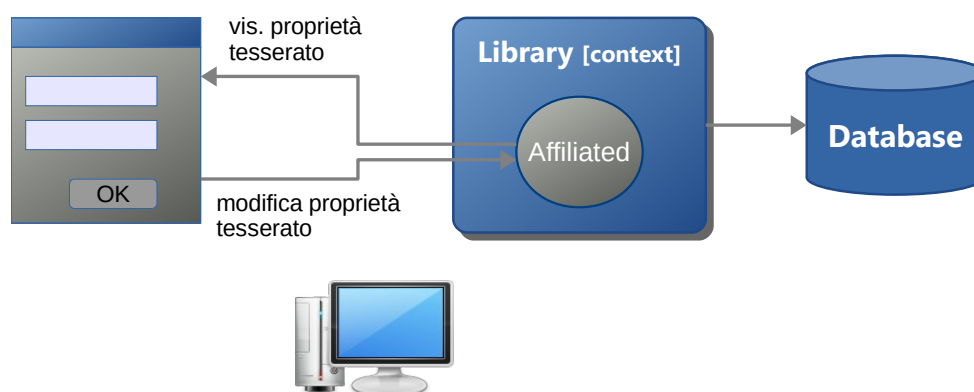 vis. proprietà
tesserato
Library [context]
Affiliated
Database
OK
modifica proprietà
tesserato